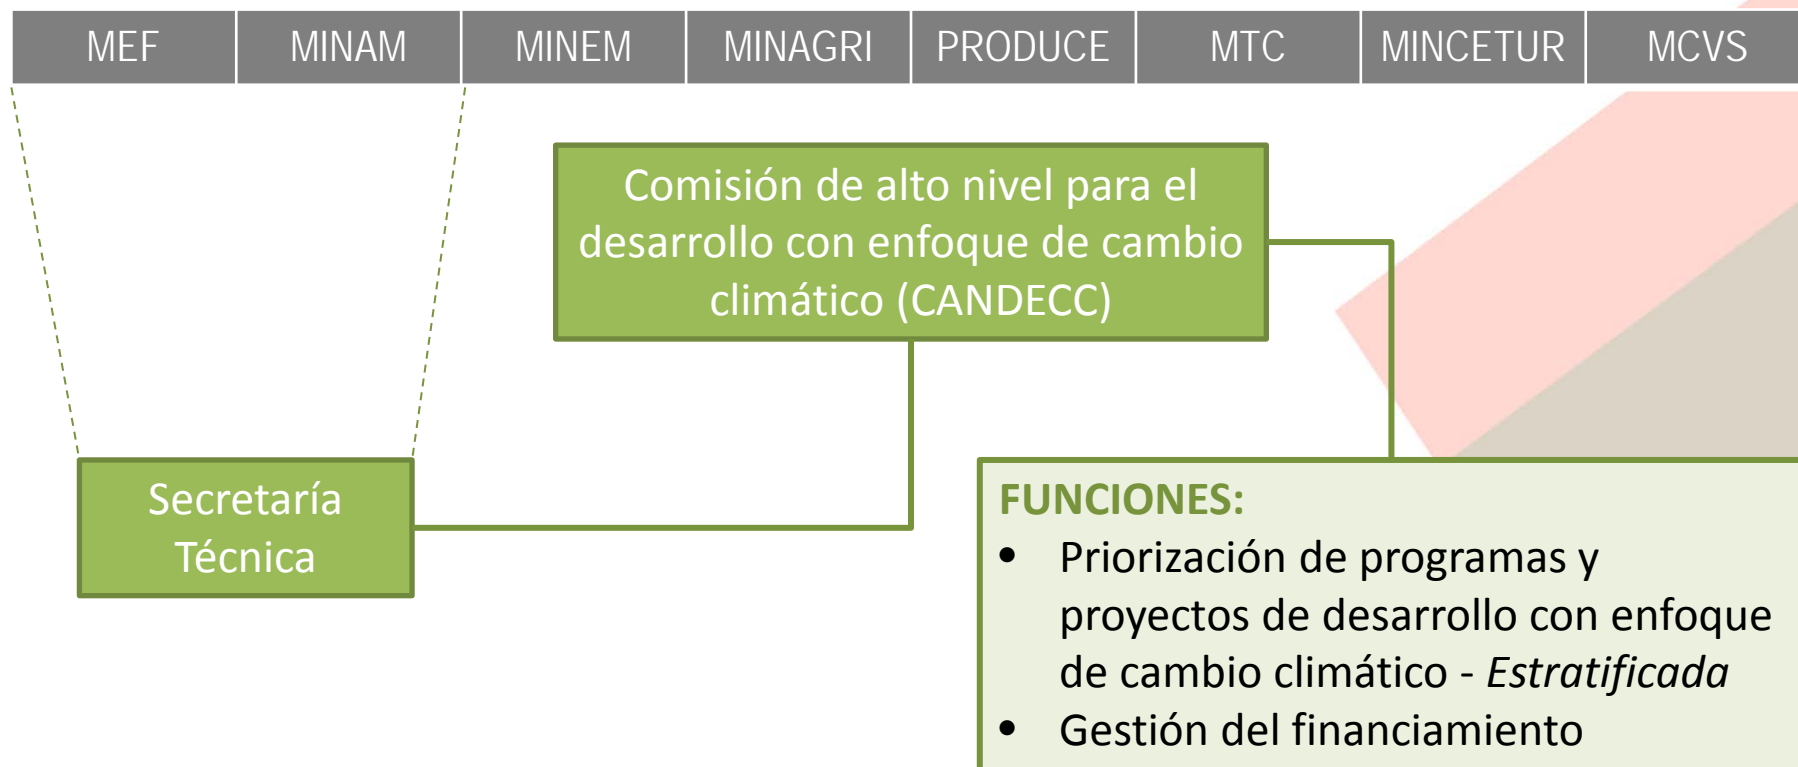 MEF MINAM MINEM MINAGRI PRODUCE MTC MINCETUR MCVS
Comisión de alto nivel para el
desarrollo con enfoque de cambio
climático (CANDECC)
Secretaría
Técnica
FUNCIONES:
• Priorización de programas y
proyectos de desarrollo con enfoque
de cambio climático - Estratificada
• Gestión del financiamiento